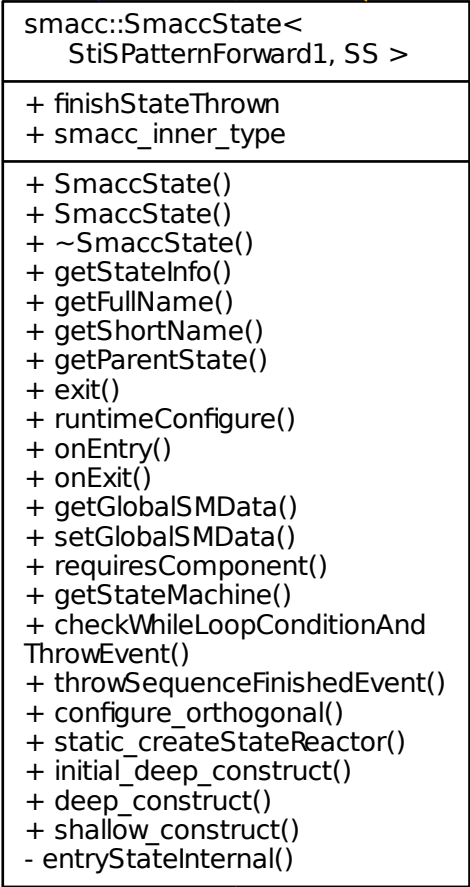 smacc::SmaccState<
StiSPatternForward1, SS >
+ finishStateThrown
+ smacc_inner_type
+ SmaccState()
+ SmaccState()
+ ~SmaccState()
+ getStateInfo()
+ getFullName()
+ getShortName()
+ getParentState()
+ exit()
+ runtimeConfigure()
+ onEntry()
+ onExit()
+ getGlobalSMData()
+ setGlobalSMData()
+ requiresComponent()
+ getStateMachine()
+ checkWhileLoopConditionAnd
ThrowEvent()
+ throwSequenceFinishedEvent()
+ configure_orthogonal()
+ static_createStateReactor()
+ initial_deep_construct()
+ deep_construct()
+ shallow_construct()
- entryStateInternal()